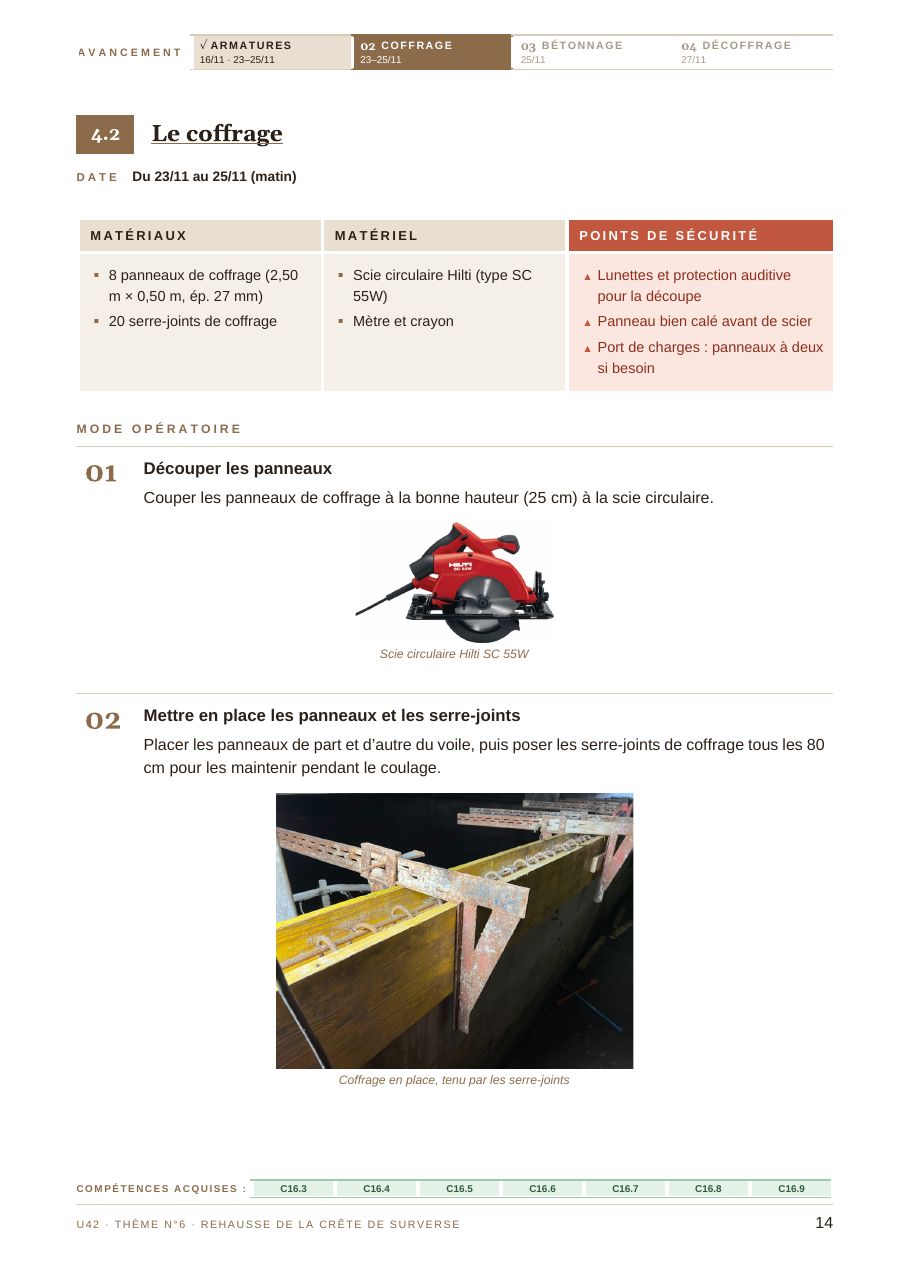 AVANCEMENT
√ ARMATURES
16/11 · 23–25/11
02 COFFRAGE
23–25/11
03 BÉTONNAGE
25/11
04 DÉCOFFRAGE
27/11
4.2 Le coffrage
DATE Du 23/11 au 25/11 (matin)
MATÉRIAUX
▪ 8 panneaux de coffrage (2,50
m × 0,50 m, ép. 27 mm)
▪ 20 serre-joints de coffrage
MATÉRIEL
▪ Scie circulaire Hilti (type SC
55W)
▪ Mètre et crayon
POINTS DE SÉCURITÉ
▲ Lunettes et protection auditive
pour la découpe
▲ Panneau bien calé avant de scier
▲ Port de charges : panneaux à deux
si besoin
MODE OPÉRATOIRE
01 Découper les panneaux
Couper les panneaux de coffrage à la bonne hauteur (25 cm) à la scie circulaire.
HILTI
SC 55W
Scie circulaire Hilti SC 55W
02 Mettre en place les panneaux et les serre-joints
Placer les panneaux de part et d’autre du voile, puis poser les serre-joints de coffrage tous les 80
cm pour les maintenir pendant le coulage.
Coffrage en place, tenu par les serre-joints
COMPÉTENCES ACQUISES : C16.3 C16.4 C16.5 C16.6 C16.7 C16.8 C16.9
U42 · THÈME N°6 · REHAUSSE DE LA CRÊTE DE SURVERSE 14